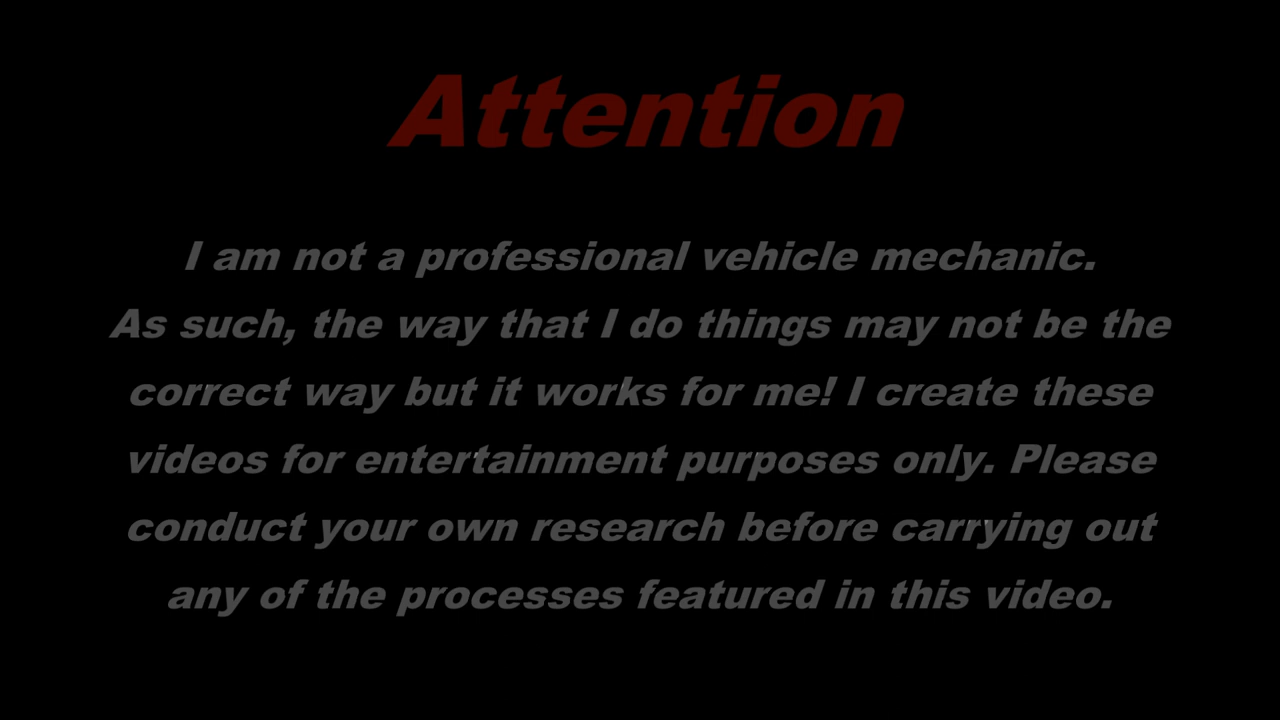 Attention
I am not a professional vehicle mechanic.
As such, the way that I do things may not be the
correct way but it works for me! I create these
videos for entertainment purposes only. Please
conduct your own research before carrying out
any of the processes featured in this video.